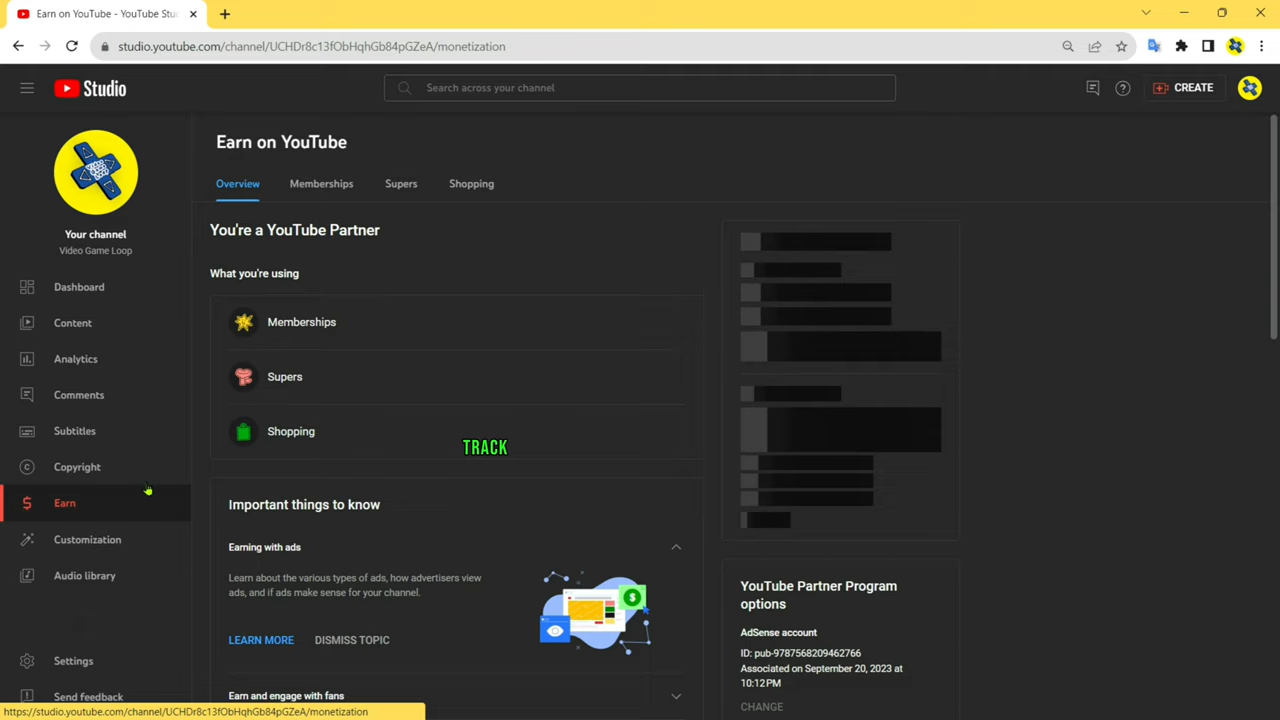 Earn on YouTube - YouTube Stu
studio.youtube.com/channel/UCHDr8c13fObHqhGb84pGZeA/monetization
Studio
Search across your channel
CREATE
Your channel
Video Game Loop
Dashboard
Content
Analytics
Comments
Subtitles
Copyright
Earn
Customization
Audio library
Settings
Send feedback
Earn on YouTube
Overview Memberships Supers Shopping
You're a YouTube Partner
What you're using
Memberships
Supers
Shopping
TRACK
Important things to know
Earning with ads
Learn about the various types of ads, how advertisers view
ads, and if ads make sense for your channel.
LEARN MORE DISMISS TOPIC
Earn and engage with fans
YouTube Partner Program
options
AdSense account
ID: pub-9787568209462766
Associated on September 20, 2023 at
10:12 PM
CHANGE
https://studio.youtube.com/channel/UCHDr8c13fObHqhGb84pGZeA/monetization